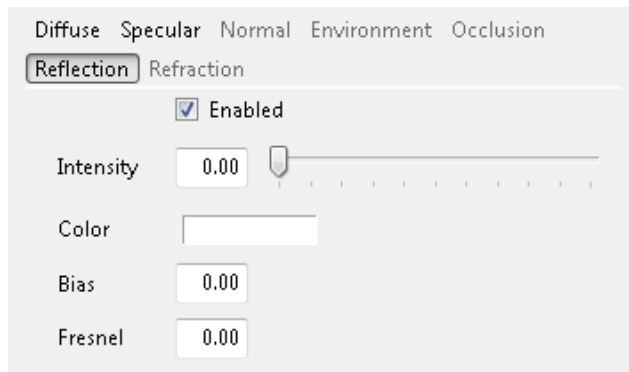 Diffuse Specular Normal Environment Occlusion
Reflection Refraction
Enabled
Intensity 0.00
Color
Bias 0.00
Fresnel 0.00